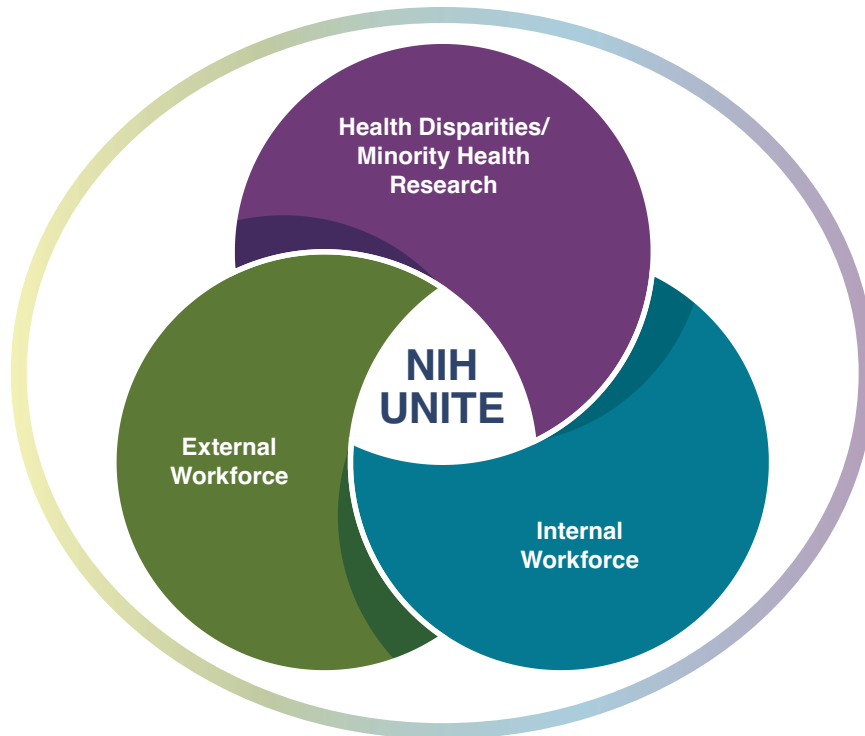 Health Disparities/
Minority Health
Research
NIH
UNITE
External
Workforce
Internal
Workforce